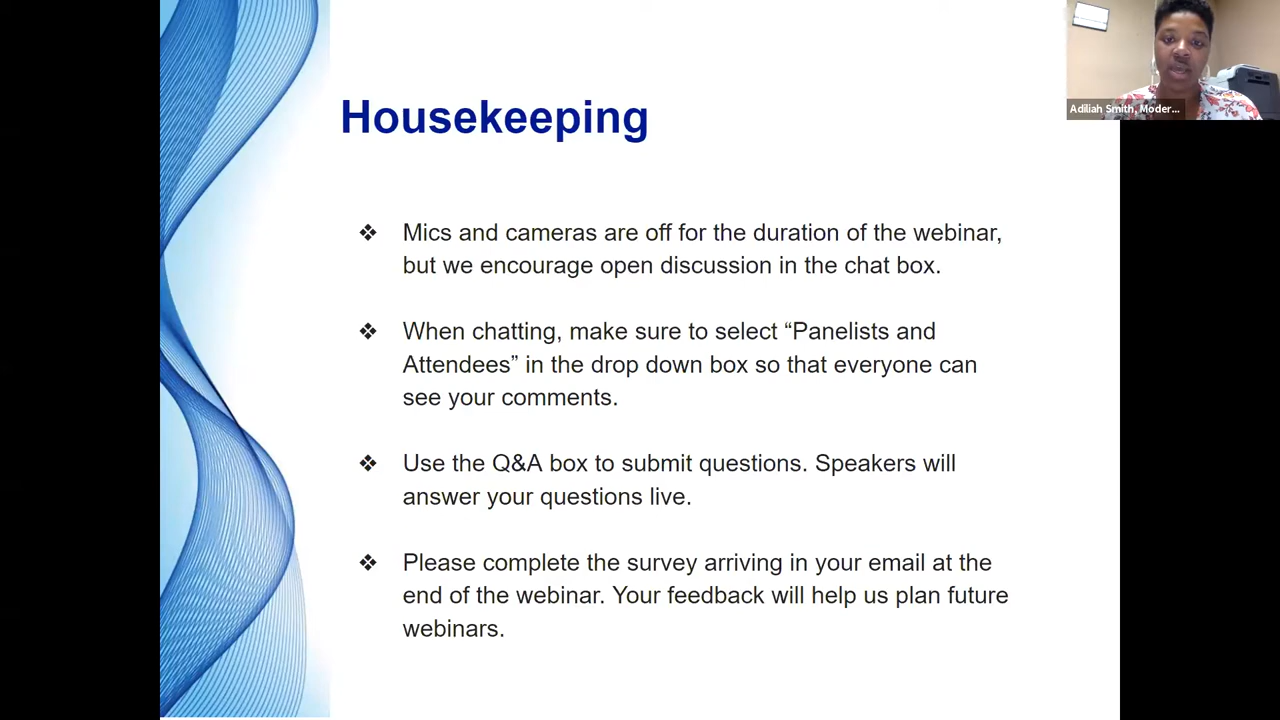 Adiliah Smith, Moder...
Housekeeping
❖ Mics and cameras are off for the duration of the webinar,
but we encourage open discussion in the chat box.
❖ When chatting, make sure to select “Panelists and
Attendees” in the drop down box so that everyone can
see your comments.
❖ Use the Q&A box to submit questions. Speakers will
answer your questions live.
❖ Please complete the survey arriving in your email at the
end of the webinar. Your feedback will help us plan future
webinars.